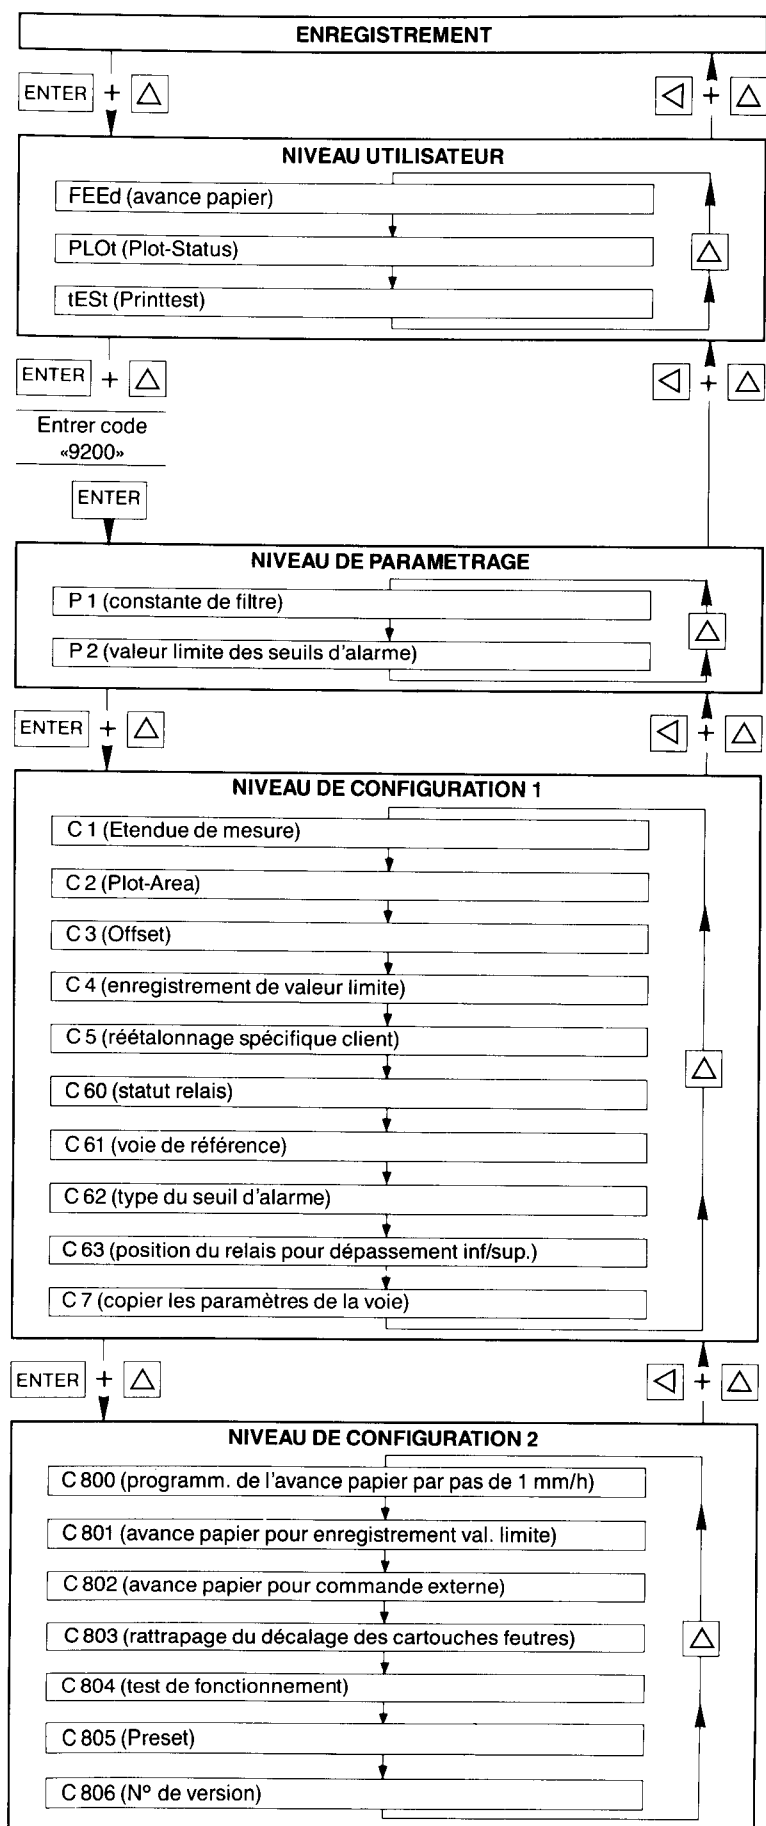 ENREGISTREMENT
ENTER + △ ◁ + △
NIVEAU UTILISATEUR
FEEd (avance papier)
PLOt (Plot-Status)
△
tESt (Printtest)
ENTER + △ ◁ + △
Entrer code
«9200»
ENTER
NIVEAU DE PARAMETRAGE
P 1 (constante de filtre)
△
P 2 (valeur limite des seuils d'alarme)
ENTER + △ ◁ + △
NIVEAU DE CONFIGURATION 1
C 1 (Etendue de mesure)
C 2 (Plot-Area)
C 3 (Offset)
C 4 (enregistrement de valeur limite)
C 5 (réétalonnage spécifique client)
△
C 60 (statut relais)
C 61 (voie de référence)
C 62 (type du seuil d'alarme)
C 63 (position du relais pour dépassement inf/sup.)
C 7 (copier les paramètres de la voie)
ENTER + △ ◁ + △
NIVEAU DE CONFIGURATION 2
C 800 (programm. de l'avance papier par pas de 1 mm/h)
C 801 (avance papier pour enregistrement val. limite)
C 802 (avance papier pour commande externe)
C 803 (rattrapage du décalage des cartouches feutres)
△
C 804 (test de fonctionnement)
C 805 (Preset)
C 806 (Nº de version)